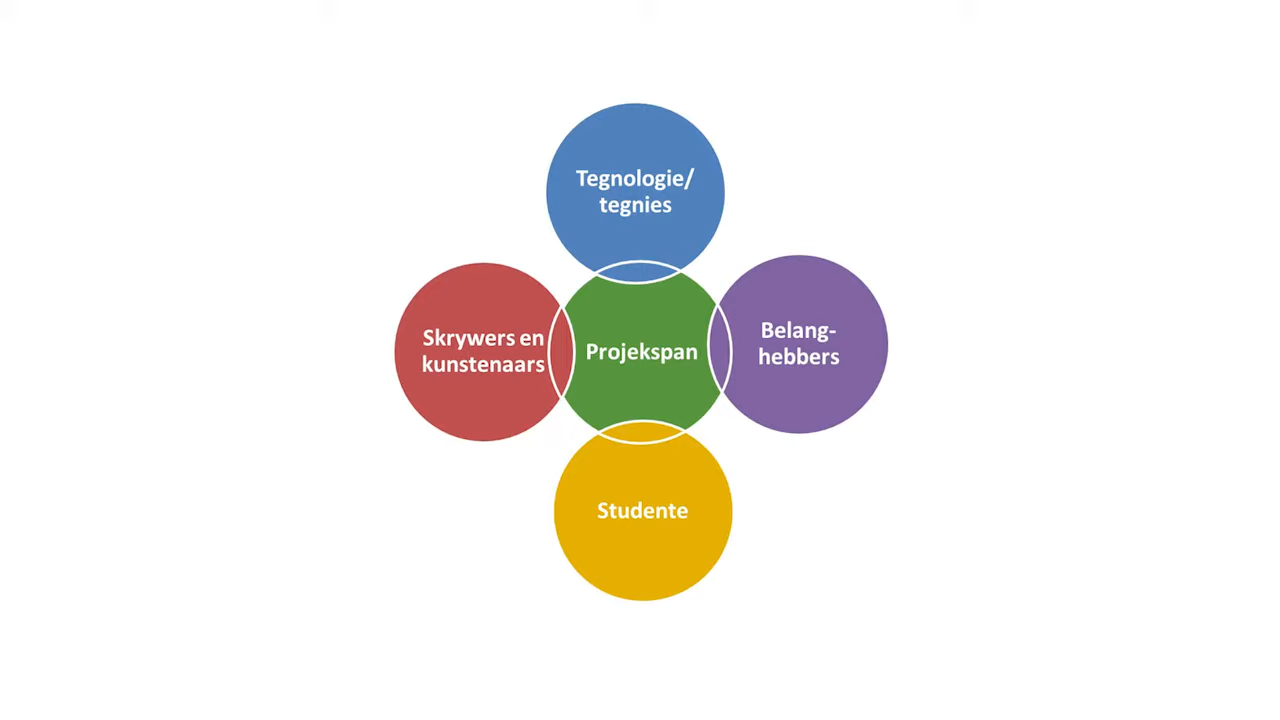 Tegnologie/
tegnies
Skrywers en
kunstenaars
Projekspan
Belang-
hebbers
Studente